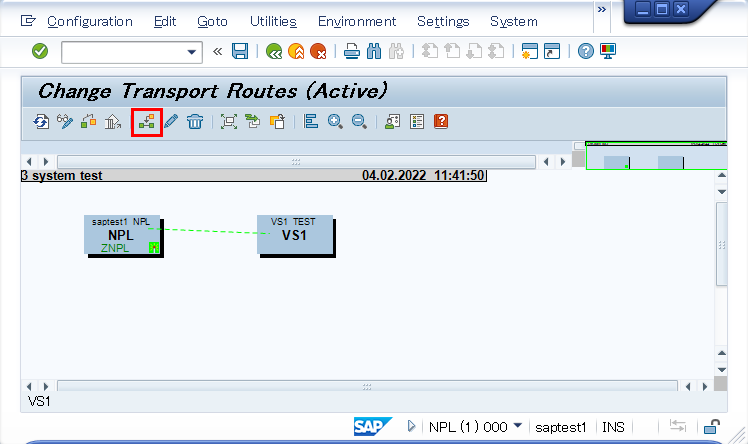 Configuration Edit Goto Utilities Environment Settings System »
«
Change Transport Routes (Active)
3 system test 04.02.2022 11:41:50
saptest1 NPL
NPL
ZNPL
VS1 TEST
VS1
VS1
SAP NPL (1) 000 saptest1 INS